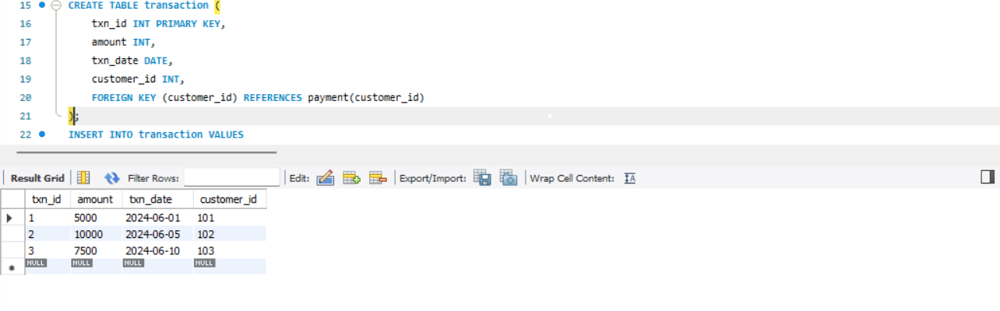 15 CREATE TABLE transaction (
16 txn_id INT PRIMARY KEY,
17 amount INT,
18 txn_date DATE,
19 customer_id INT,
20 FOREIGN KEY (customer_id) REFERENCES payment(customer_id)
21 );
22 INSERT INTO transaction VALUES
Result Grid Filter Rows: Edit: Export/Import: Wrap Cell Content: IA
txn_id amount txn_date customer_id
1 5000 2024-06-01 101
2 10000 2024-06-05 102
3 7500 2024-06-10 103
NULL NULL NULL NULL